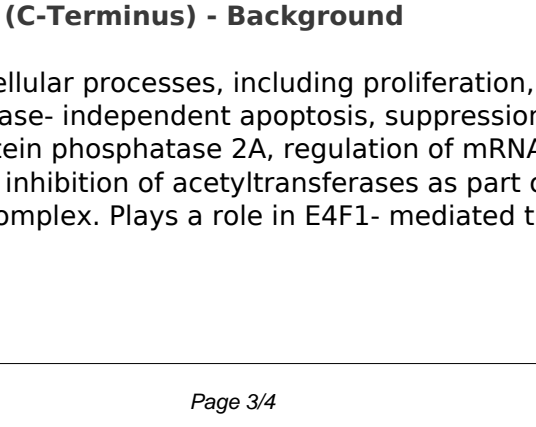 (C-Terminus) - Background
ellular processes, including proliferation,
ase- independent apoptosis, suppression
tein phosphatase 2A, regulation of mRNA
inhibition of acetyltransferases as part o
omplex. Plays a role in E4F1- mediated t
Page 3/4